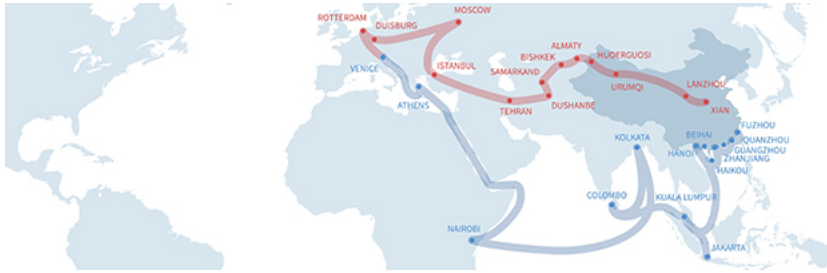 MOSCOW
ROTTERDAM
DUISBURG
ALMATY
BISHKEK
HUOERGUOSI
VENICE
ISTANBUL
SAMARKAND
URUMQI
LANZHOU
ATHENS
TEHRAN
DUSHANBE
XIAN
FUZHOU
KOLKATA
BEIHAI
QUANZHOU
GUANGZHOU
HANOI
ZHANJIANG
HAIKOU
COLOMBO
KUALA LUMPUR
NAIROBI
JAKARTA